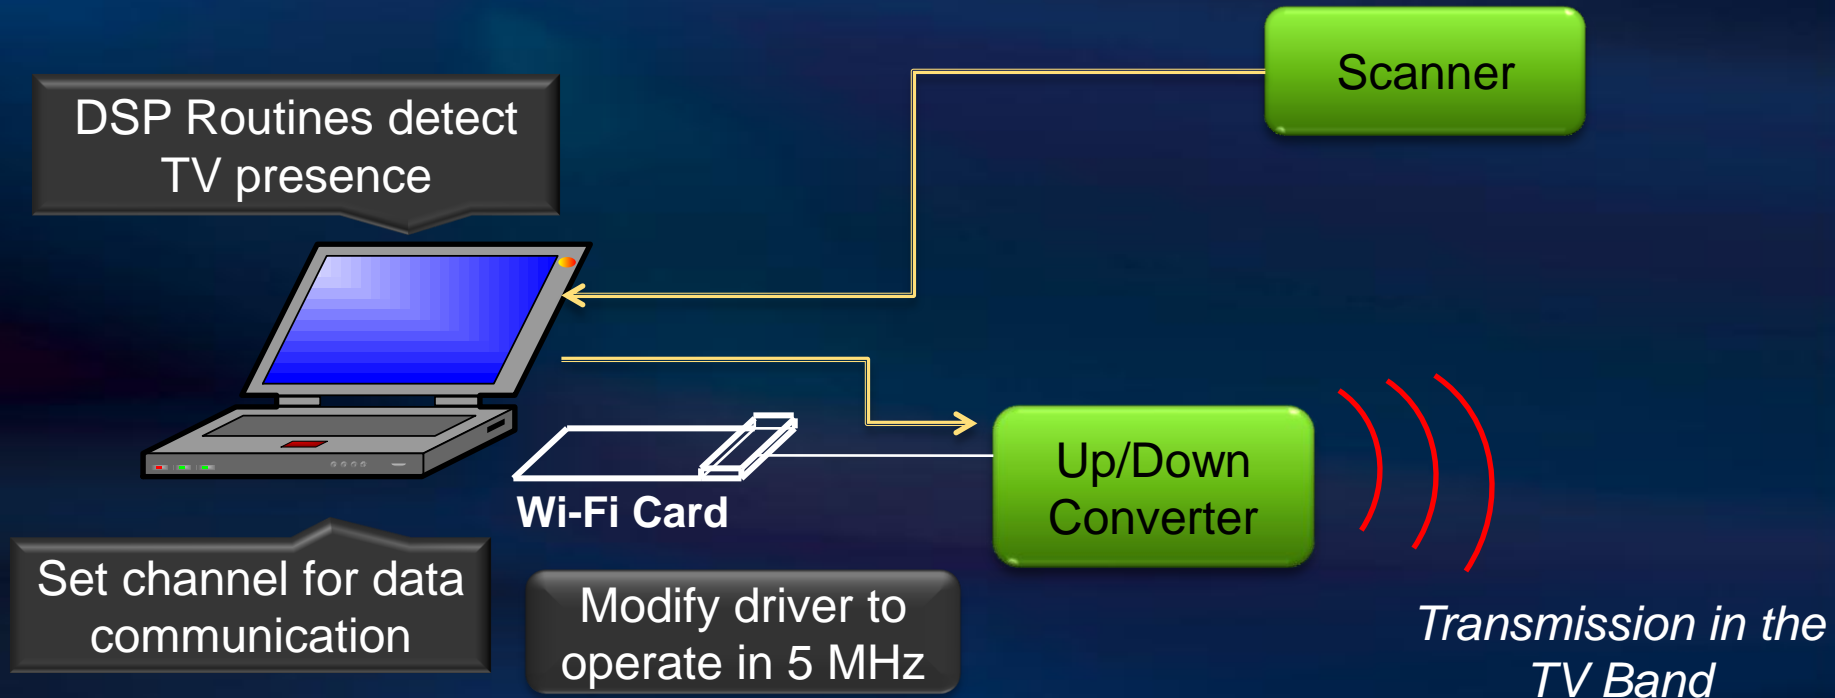 Scanner
DSP Routines detect
TV presence
Wi-Fi Card
Up/Down
Converter
Set channel for data
communication
Modify driver to
operate in 5 MHz
Transmission in the
TV Band